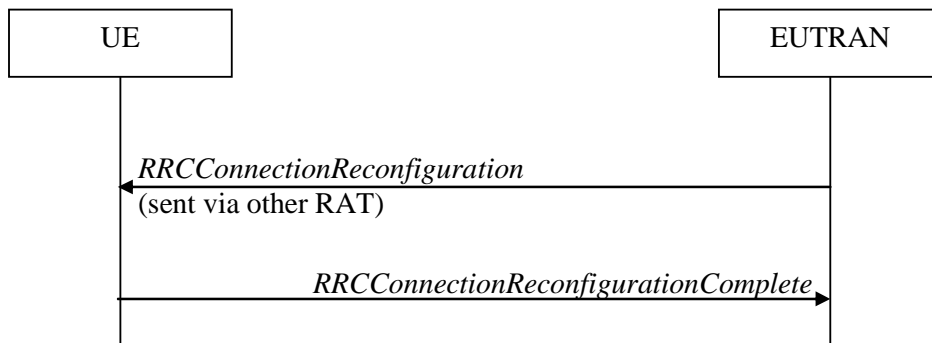 UE
EUTRAN
RRCConnectionReconfiguration
(sent via other RAT)
RRCConnectionReconfigurationComplete